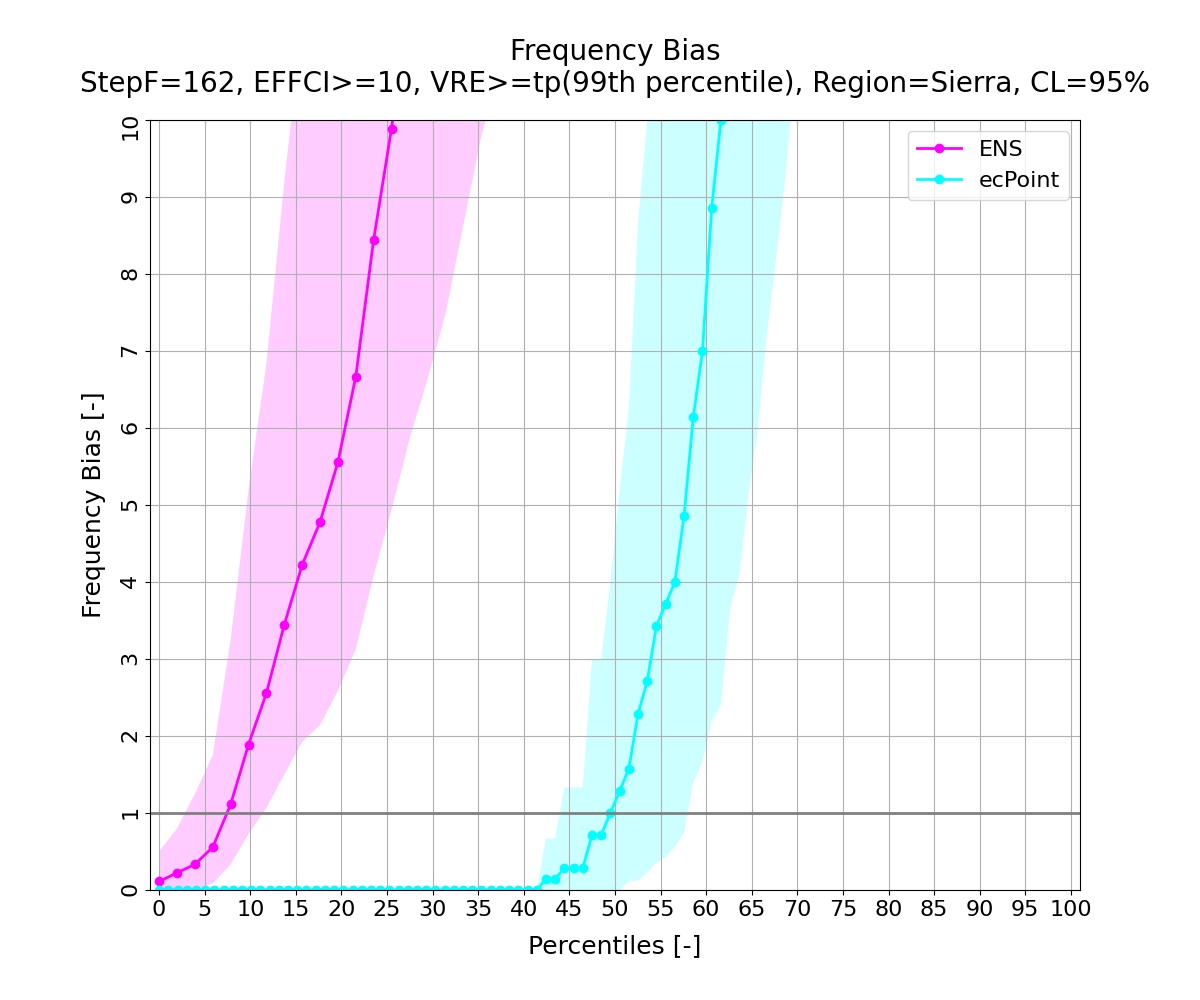 Frequency Bias
StepF=162, EFFCI>=10, VRE>=tp(99th percentile), Region=Sierra, CL=95%
10
9
8
7
6
5
4
3
2
1
0
Frequency Bias [-]
ENS
ecPoint
0 5 10 15 20 25 30 35 40 45 50 55 60 65 70 75 80 85 90 95 100
Percentiles [-]